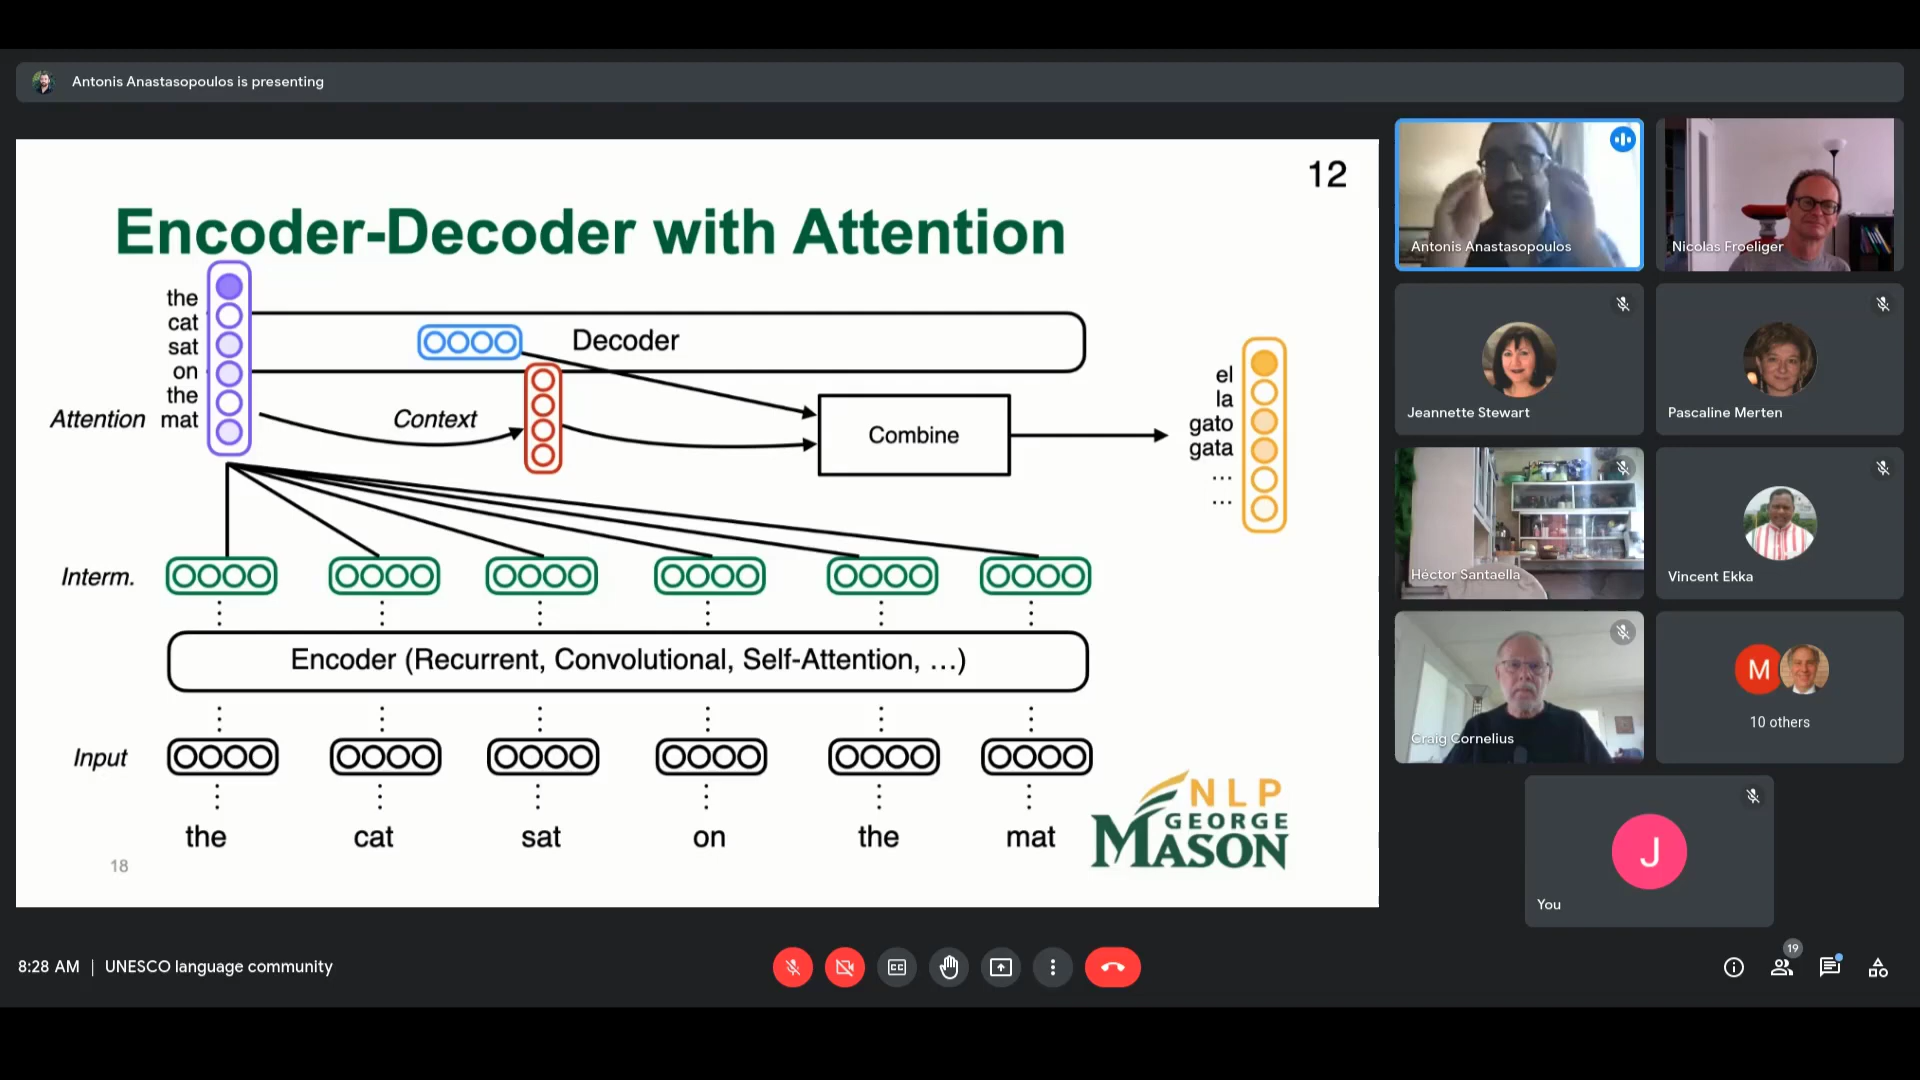 Antonis Anastasopoulos is presenting
12
Encoder-Decoder with Attention
the
cat
sat
on
the
mat
Attention
Context
Decoder
Combine
el
la
gato
gata
...
...
Interm.
Encoder (Recurrent, Convolutional, Self-Attention, ...)
Input
the cat sat on the mat
18
NLP
GEORGE
MASON
Antonis Anastasopoulos
Nicolas Froeliger
Jeannette Stewart
Pascaline Merten
Hèctor Santaella
Vincent Ekka
Craig Cornelius
M
10 others
J
You
8:28 AM | UNESCO language community
19